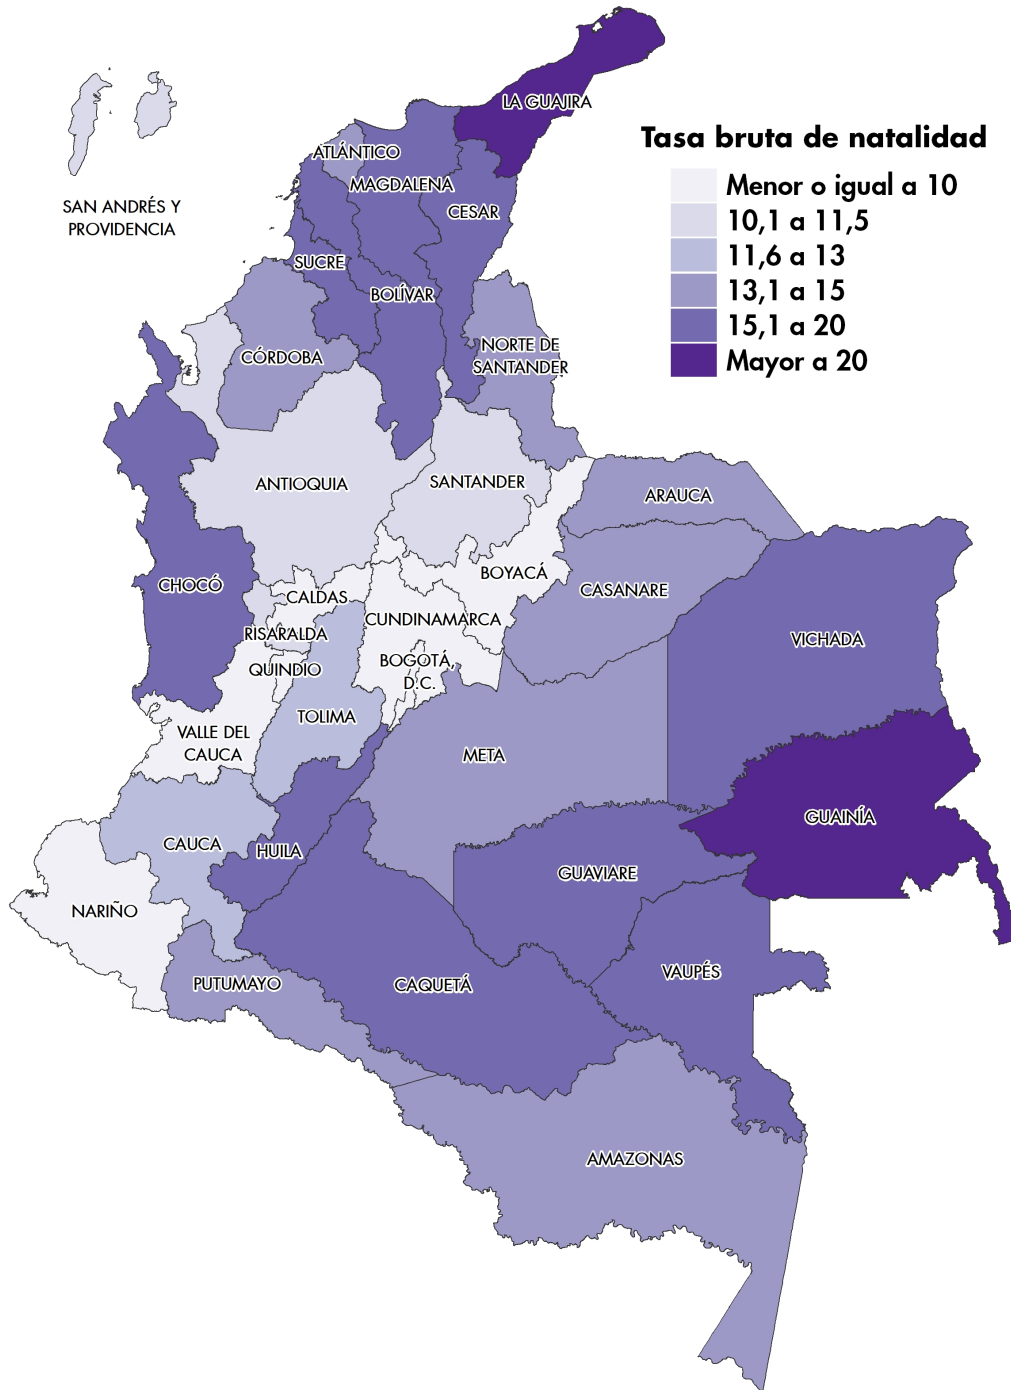 LA GUAJIRA
Tasa bruta de natalidad
ATLÁNTICO
MAGDALENA
Menor o igual a 10
SAN ANDRÉS Y
PROVIDENCIA
CESAR
10,1 a 11,5
SUCRE
11,6 a 13
BOLÍVAR
13,1 a 15
15,1 a 20
NORTE DE
SANTANDER
CÓRDOBA
Mayor a 20
ANTIOQUIA
SANTANDER
ARAUCA
CHOCÓ
BOYACÁ
CASANARE
CALDAS
CUNDINAMARCA
RISARALDA
VICHADA
QUINDIO
BOGOTÁ,
D.C.
TOLIMA
VALLE DEL
CAUCA
META
GUAINÍA
CAUCA
HUILA
GUAVIARE
NARIÑO
VAUPÉS
PUTUMAYO
CAQUETÁ
AMAZONAS